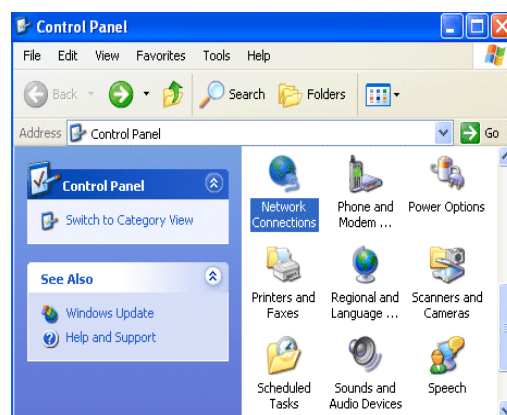 Control Panel
File Edit View Favorites Tools Help
Back Search Folders
Address Control Panel Go
Control Panel
Switch to Category View
See Also
Windows Update
Help and Support
Network Connections
Phone and Modem ...
Power Options
Printers and Faxes
Regional and Language ...
Scanners and Cameras
Scheduled Tasks
Sounds and Audio Devices
Speech